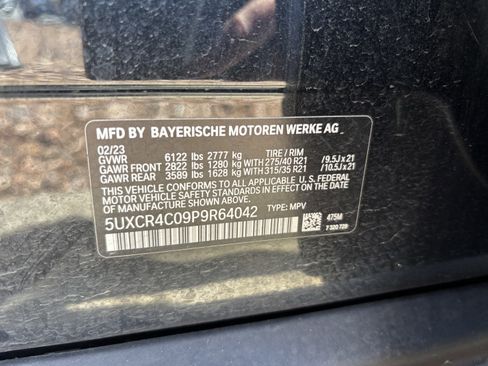 MFD BY BAYERISCHE MOTOREN WERKE AG
02/23
GVWR 6122 lbs 2777 kg TIRE / RIM
GAWR FRONT 2822 lbs 1280 kg WITH 275/40 R21 / 9.5J x 21
GAWR REAR 3589 lbs 1628 kg WITH 315/35 R21 / 10.5J x 21
THIS VEHICLE CONFORMS TO ALL APPLICABLE U. S. FEDERAL
MOTOR VEHICLE SAFETY STANDARDS IN
EFFECT ON THE DATE OF MANUFACTURE SHOWN ABOVE.
5UXCR4C09P9R64042 TYPE: MPV
475M
7 320 729